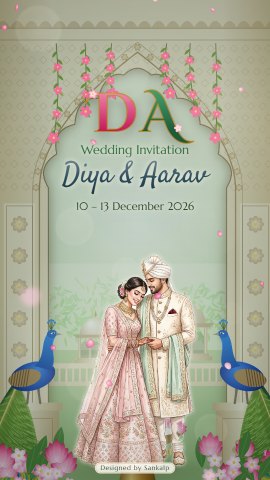 DA
Wedding Invitation
Diya & Aarav
10 – 13 December 2026
Designed by Sankalp